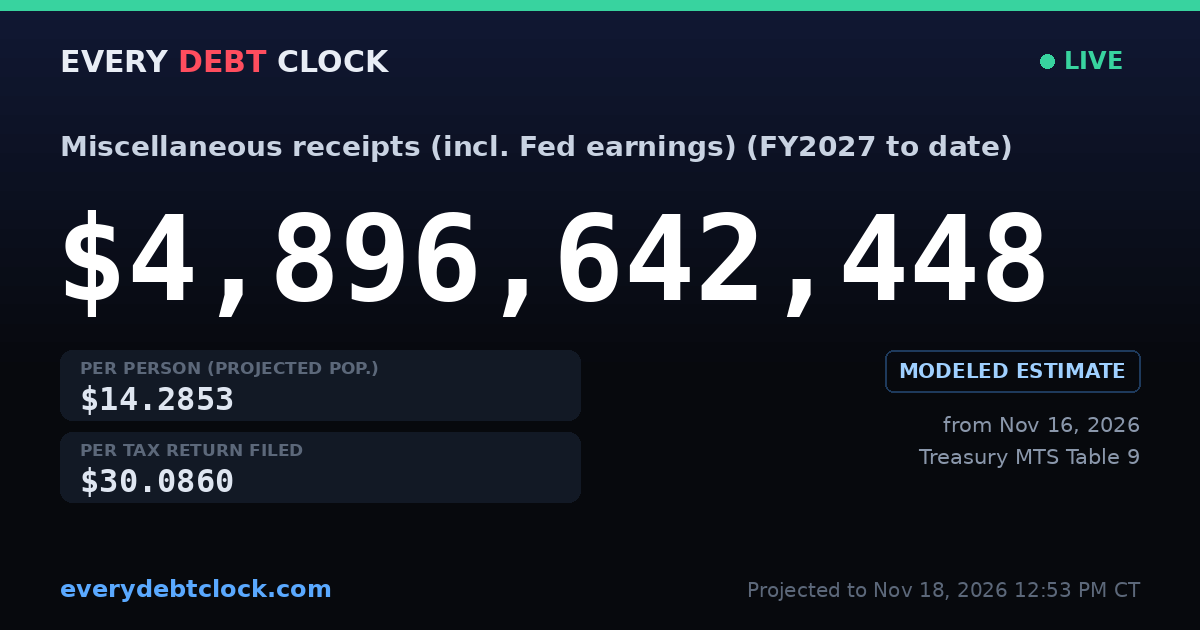 EVERY DEBT CLOCK
LIVE
Miscellaneous receipts (incl. Fed earnings) (FY2027 to date)
$4,896,642,448
PER PERSON (PROJECTED POP.)
$14.2853
PER TAX RETURN FILED
$30.0860
MODELED ESTIMATE
from Nov 16, 2026
Treasury MTS Table 9
everydebtclock.com
Projected to Nov 18, 2026 12:53 PM CT